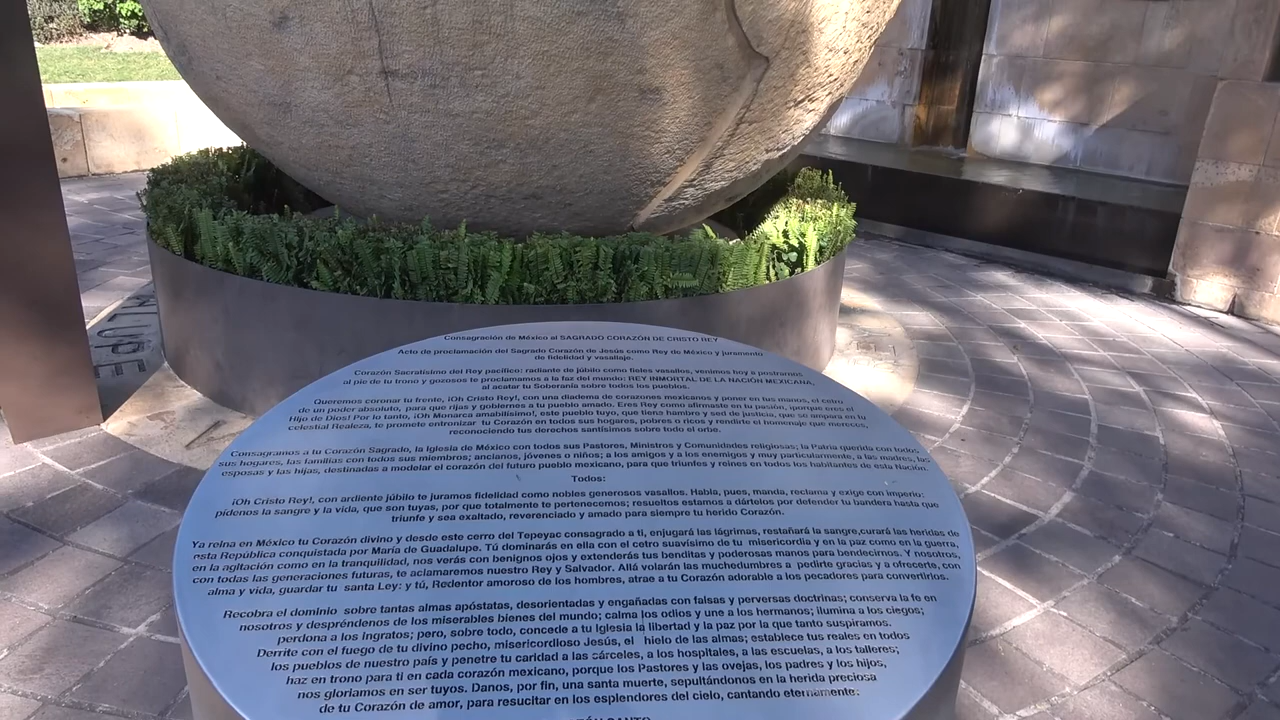 Consagración de México al SAGRADO CORAZÓN DE CRISTO REY
Acto de proclamación del Sagrado Corazón de Jesús como Rey de México y juramento
de fidelidad y vasallaje.
Corazón Sacratísimo del Rey pacífico: radiante de júbilo como fieles vasallos, venimos hoy a postrarnos
al pie de tu trono y gozosos te proclamamos a la faz del mundo: REY INMORTAL DE LA NACIÓN MEXICANA,
al acatar tu Soberanía sobre todos los pueblos.
Queremos coronar tu frente, ¡Oh Cristo Rey!, con una diadema de corazones mexicanos y poner en tus manos, el cetro
de un poder absoluto, para que rijas y gobiernes a tu pueblo amado. Eres Rey como afirmaste en tu pasión, ¡porque eres el
Hijo de Dios! Por lo tanto, ¡Oh Monarca amabilísimo!, este pueblo tuyo, que tiens hambre y sed de justicia, que se ampara en tu
celestial Realeza, te promete entronizar tu Corazón en todos sus hogares, pobres o ricos y rendirte el homenaje que mereces,
reconociendo tus derechos santísimos sobre todo el orbe.
Consagramos a tu Corazón Sagrado, la Iglesia de México con todos sus Pastores, Ministros y Comunidades religiosas; la Patria querida con todos
sus hogares, las familias con todos sus miembros; ancianos, jóvenes o niños; a los amigos y a los enemigos y muy particularmente, a las madres, las
esposas y las hijas, destinadas a modelar el corazón del futuro pueblo mexicano, para que triunfes y reines en todos los habitantes de esta Nación.
Todos:
¡Oh Cristo Rey!, con ardiente júbilo te juramos fidelidad como nobles generosos vasallos. Habla, pues, manda, reclama y exige con imperio:
pídenos la sangre y la vida, que son tuyas, por que totalmente te pertenecemos; resueltos estamos a dártelos por defender tu bandera hasta que
triunfe y sea exaltado, reverenciado y amado para siempre tu herido Corazón.
Ya reina en México tu Corazón divino y desde este cerro del Tepeyac consagrado a ti, enjugará las lágrimas, restañará la sangre,curará las heridas de
esta República conquistada por María de Guadalupe. Tú dominarás en ella con el cetro suavísimo de tu misericordia y en la paz como en la guerra,
en la agitación como en la tranquilidad, nos verás con benignos ojos y extenderás tus benditas y poderosas manos para bendecirnos. Y nosotros,
con todas las generaciones futuras, te aclamaremos nuestro Rey y Salvador. Allá volarán las muchedumbres a pedirte gracias y a ofrecerte, con
alma y vida, guardar tu santa Ley: y tú, Redentor amoroso de los hombres, atrae a tu Corazón adorable a los pecadores para convertirlos.
Recobra el dominio sobre tantas almas apóstatas, desorientadas y engañadas con falsas y perversas doctrinas; conserva la fe en
nosotros y despréndenos de los miserables bienes del mundo; calma los odios y une a los hermanos; ilumina a los ciegos;
perdona a los ingratos; pero, sobre todo, concede a tu Iglesia la libertad y la paz por la que tanto suspiramos.
Derrite con el fuego de tu divino pecho, misericordioso Jesús, el hielo de las almas; establece tus reales en todos
los pueblos de nuestro país y penetre tu caridad a las cárceles, a los hospitales, a las escuelas, a los talleres;
haz en trono para ti en cada corazón mexicano, porque los Pastores y las ovejas, los padres y los hijos,
nos gloriamos en ser tuyos. Danos, por fin, una santa muerte, sepultándonos en la herida preciosa
de tu Corazón de amor, para resucitar en los esplendores del cielo, cantando eternamente:
SANTO